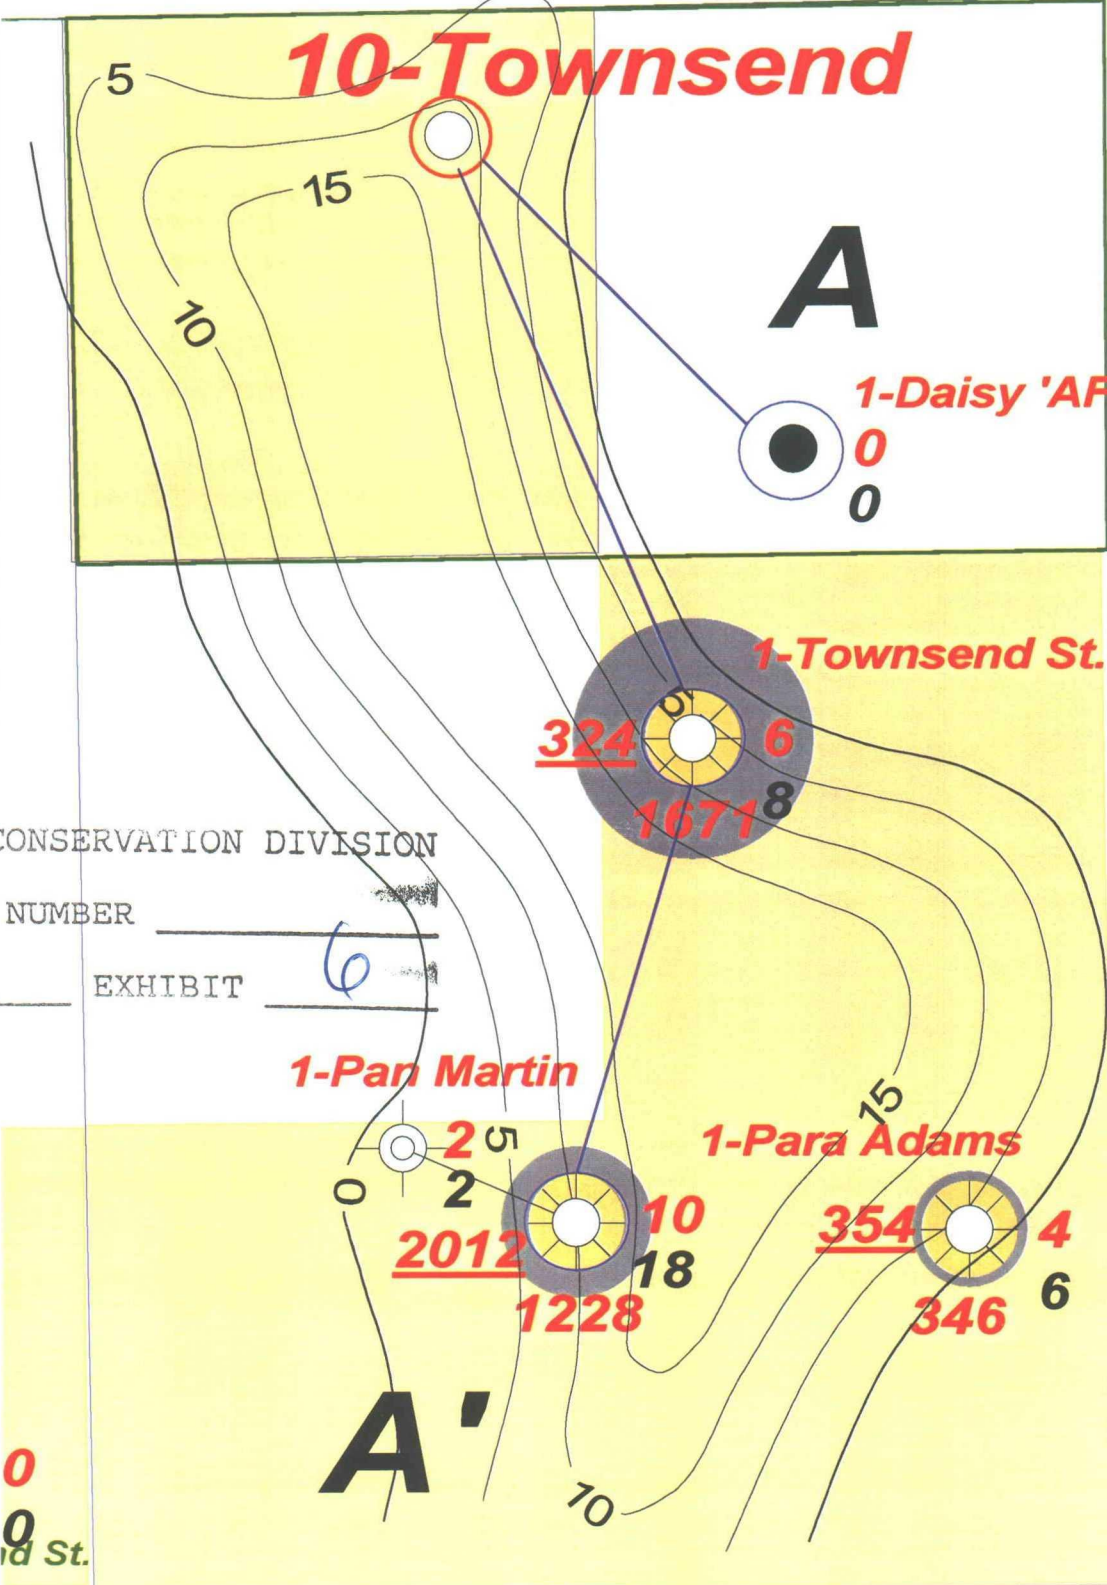 10-Townsend
5
15
A
10
1-Daisy 'AF
0
0
1-Townsend St.
324
6
8
1671
CONSERVATION DIVISION
NUMBER
EXHIBIT 6
1-Pan Martin
2
5
2
0
15
1-Para Adams
10
2012
18
1228
354
4
6
346
A'
10
0
0
d St.